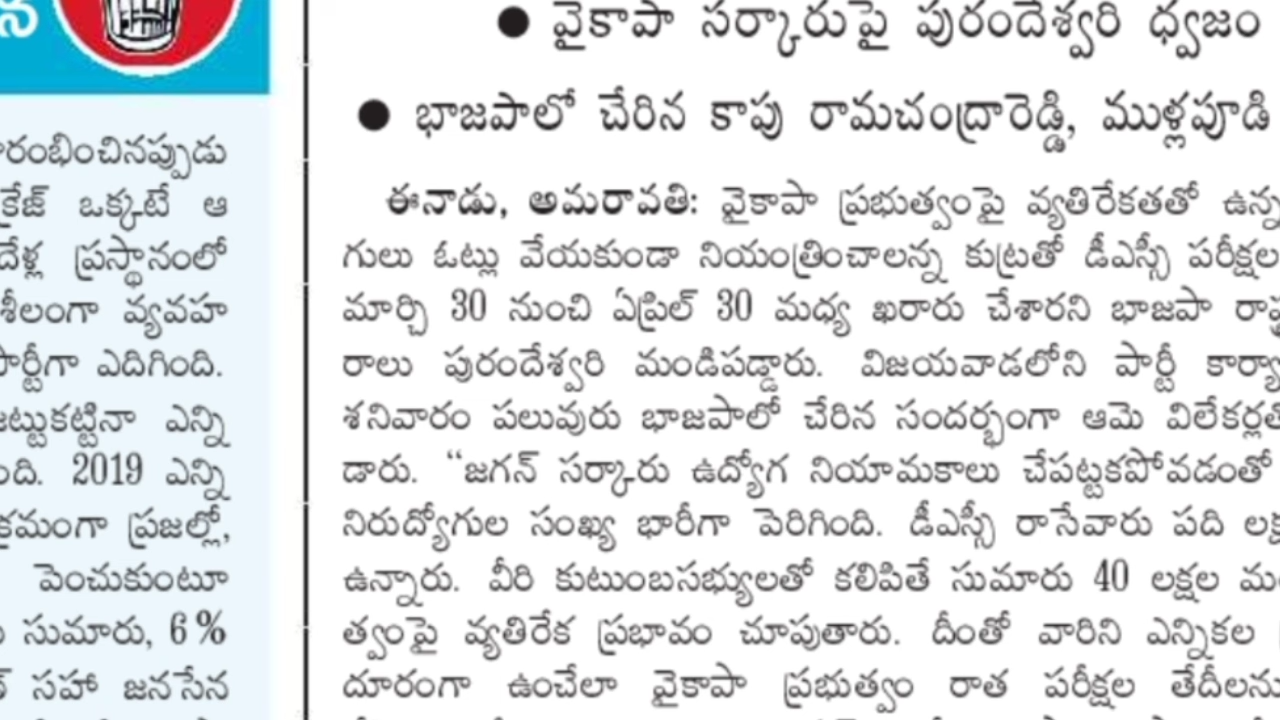 రంభించినప్పుడు
క్రేజ్ ఒక్కటే ఆ
దేళ్ల ప్రస్థానంలో
శీలంగా వ్యవహ
పార్టీగా ఎదిగింది.
జట్టుకట్టినా ఎన్ని
ంది. 2019 ఎన్ని
క్రమంగా ప్రజల్లో,
పెంచుకుంటూ
సుమారు, 6%
సహా జనసేన
● వైకాపా సర్కారుపై పురందేశ్వరి ధ్వజం
● భాజపాలో చేరిన కాపు రామచంద్రారెడ్డి, ముళ్లపూడి
ఈనాడు, అమరావతి: వైకాపా ప్రభుత్వంపై వ్యతిరేకతతో ఉన్న
గులు ఓట్లు వేయకుండా నియంత్రించాలన్న కుట్రతో డీఎస్సీ పరీక్షల
మార్చి 30 నుంచి ఏప్రిల్ 30 మధ్య ఖరారు చేశారని భాజపా రాష్ట్ర
రాలు పురందేశ్వరి మండిపడ్డారు. విజయవాడలోని పార్టీ కార్యా
శనివారం పలువురు భాజపాలో చేరిన సందర్భంగా ఆమె విలేకర్లత
డారు. “జగన్ సర్కారు ఉద్యోగ నియామకాలు చేపట్టకపోవడంతో
నిరుద్యోగుల సంఖ్య భారీగా పెరిగింది. డీఎస్సీ రాసేవారు పది లక్ష
ఉన్నారు. వీరి కుటుంబసభ్యులతో కలిపితే సుమారు 40 లక్షల మ
త్వంపై వ్యతిరేక ప్రభావం చూపుతారు. దీంతో వారిని ఎన్నికల
దూరంగా ఉంచేలా వైకాపా ప్రభుత్వం రాత పరీక్షల తేదీలను